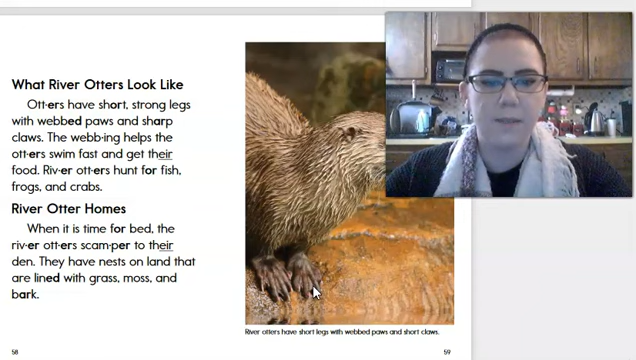 What River Otters Look Like
Ott·ers have short, strong legs
with webbed paws and sharp
claws. The webb·ing helps the
ott·ers swim fast and get their
food. Riv·er ott·ers hunt for fish,
frogs, and crabs.
River Otter Homes
When it is time for bed, the
riv·er ott·ers scam·per to their
den. They have nests on land that
are lined with grass, moss, and
bark.
River otters have short legs with webbed paws and short claws.
58
59